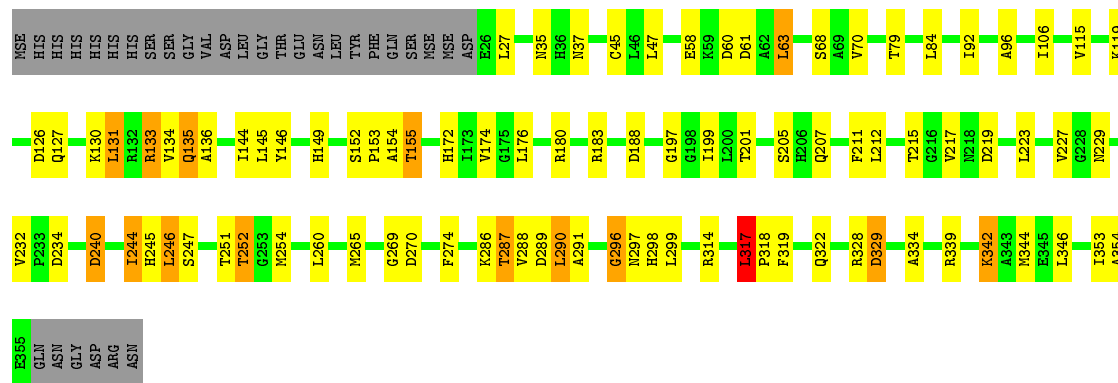 MSE HIS HIS HIS HIS HIS HIS SER SER GLY VAL ASP LEU GLY THR GLU ASN LEU TYR PHE GLN SER MSE MSE ASP E26 L27 N35 H36 N37 C45 L46 L47 E58 K59 D60 D61 A62 L63 S68 A69 V70 T79 L84 I92 A96 I106 V115 K119
D126 Q127 K130 L131 R132 R133 V134 Q135 A136 I144 L145 Y146 H149 S152 P153 A154 T155 H172 I173 V174 G175 L176 R180 R183 D188 G197 G198 I199 L200 T201 S205 H206 Q207 F211 L212 T215 G216 V217 N218 D219 L223 V227 G228 N229
V232 P233 D234 D240 I244 H245 L246 S247 T251 T252 G253 M254 L260 M265 G269 D270 F274 K286 T287 V288 D289 L290 A291 G296 N297 H298 L299 R314 L317 P318 F319 Q322 R328 D329 A334 R339 K342 A343 M344 E345 L346 I353 A354
E355 GLN ASN GLY ASP ARG ASN